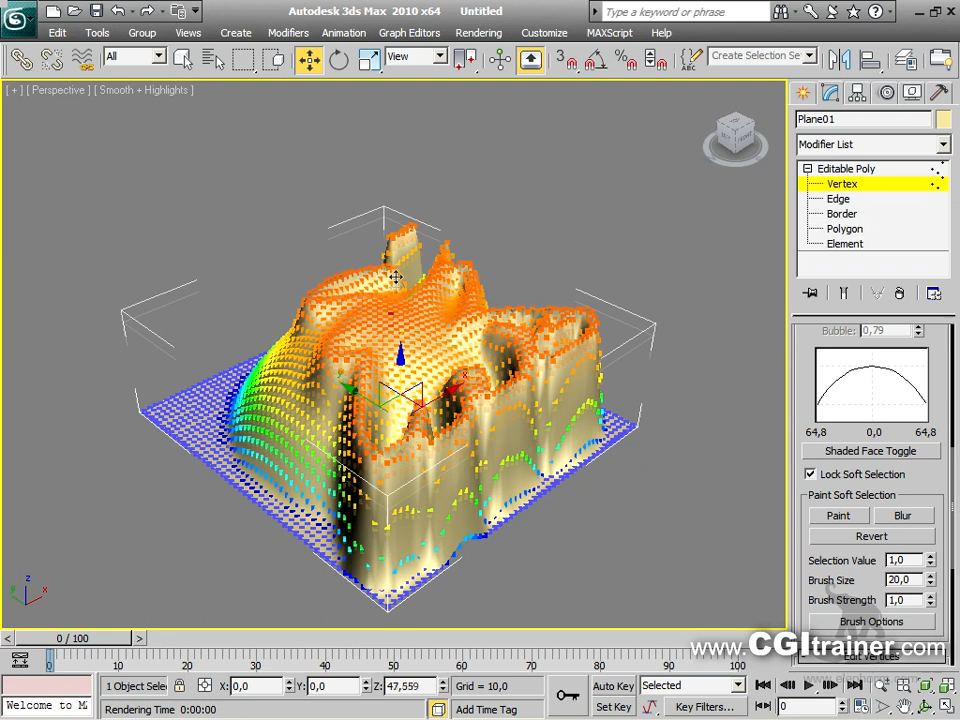 Autodesk 3ds Max 2010 x64 Untitled
Type a keyword or phrase
Edit Tools Group Views Create Modifiers Animation Graph Editors Rendering Customize MAXScript Help
All View 3 Create Selection Se
[ + ] [ Perspective ] [ Smooth + Highlights ]
Plane01
Modifier List
Editable Poly
Vertex
Edge
Border
Polygon
Element
Bubble: 0,79
64,8 0,0 64,8
Shaded Face Toggle
Lock Soft Selection
Paint Soft Selection
Paint Blur
Revert
Selection Value 1,0
Brush Size 20,0
Brush Strength 1,0
Brush Options
Edit Vertices
z
y x
x
www.CGItrainer.com
< 0 / 100 >
0 10 20 30 40 50 60 70 80 90 100
1 Object Sele X: 0,0 Y: 0,0 Z: 47,559 Grid = 10,0 Auto Key Selected
Welcome to M Rendering Time 0:00:00 Add Time Tag Set Key Key Filters... 0